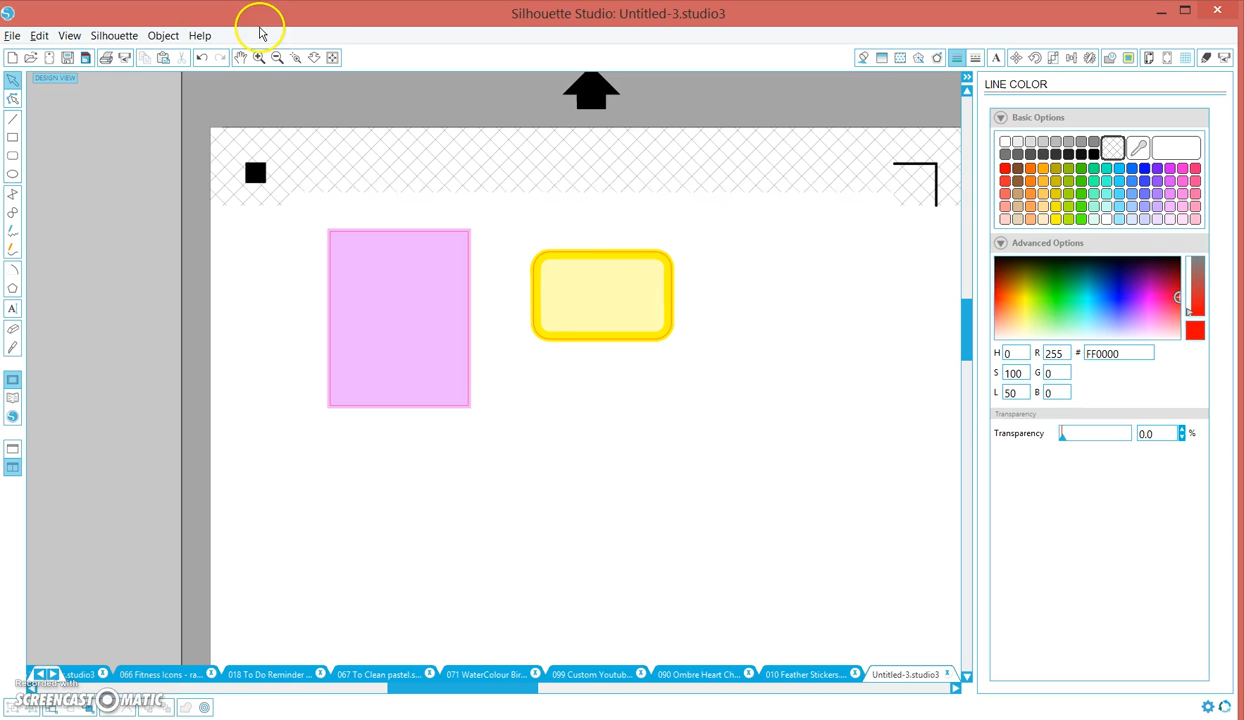 Silhouette Studio: Untitled-3.studio3
File Edit View Silhouette Object Help
DESIGN VIEW
LINE COLOR
Basic Options
Advanced Options
H 0 R 255 # FF0000
S 100 G 0
L 50 B 0
Transparency
Transparency 0.0 %
.studio3 066 Fitness Icons - ra... 018 To Do Reminder ... 067 To Clean pastel.s... 071 WaterColour Bir... 099 Custom Youtub... 090 Ombre Heart Ch... 010 Feather Stickers.... Untitled-3.studio3
Recorded with
SCREENCAST MATIC